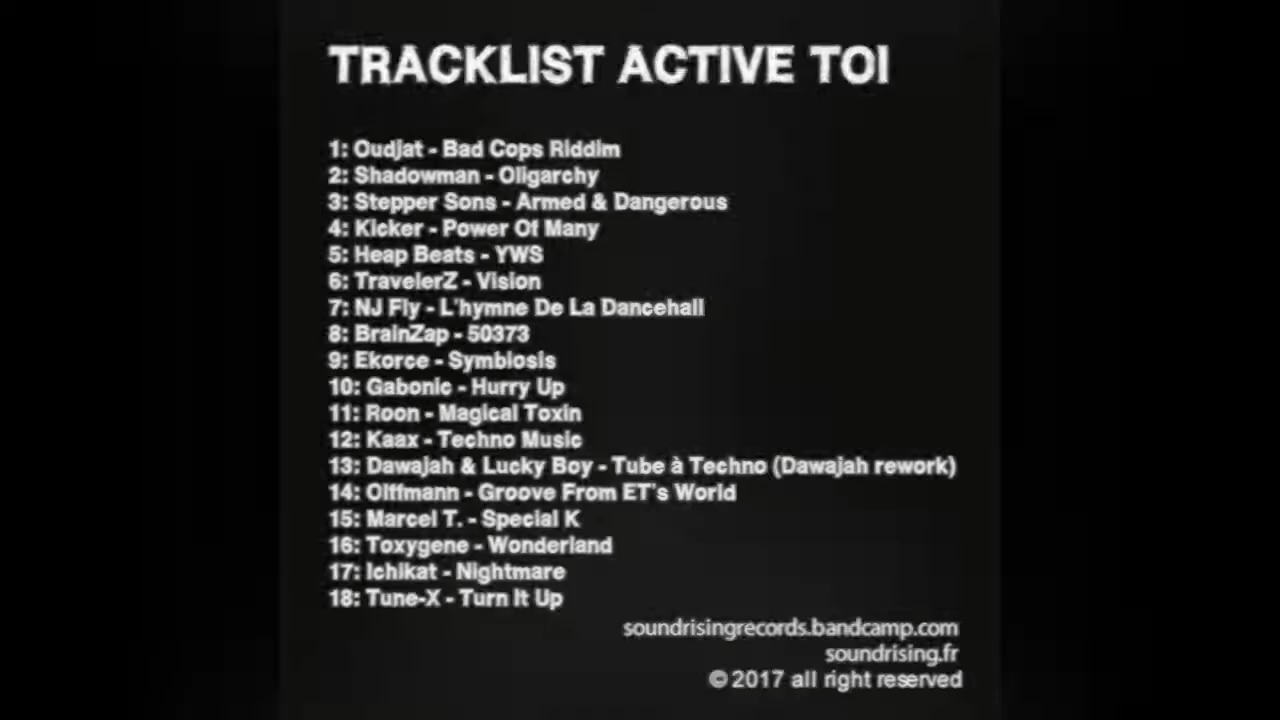 TRACKLIST ACTIVE TOI
1: Oudjat - Bad Cops Riddim
2: Shadowman - Oligarchy
3: Stepper Sons - Armed & Dangerous
4: Kicker - Power Of Many
5: Heap Beats - YWS
6: TravelerZ - Vision
7: NJ Fly - L'hymne De La Dancehall
8: BrainZap - 50373
9: Ekorce - Symbiosis
10: Gabonic - Hurry Up
11: Roon - Magical Toxin
12: Kaax - Techno Music
13: Dawajah & Lucky Boy - Tube à Techno (Dawajah rework)
14: Olffmann - Groove From ET's World
15: Marcel T. - Special K
16: Toxygene - Wonderland
17: Ichikat - Nightmare
18: Tune-X - Turn It Up
soundrisingrecords.bandcamp.com
soundrising.fr
© 2017 all right reserved